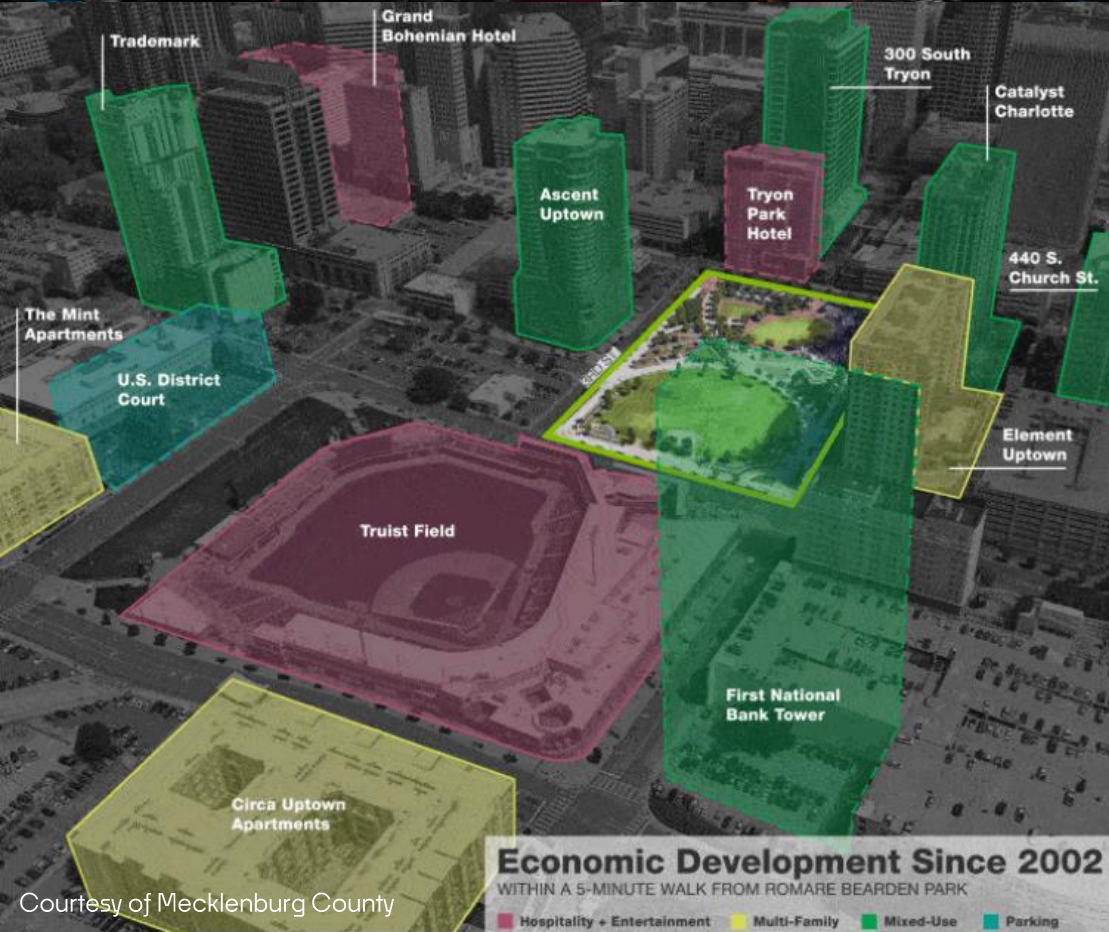 Grand
Bohemian Hotel
Trademark
300 South
Tryon
Catalyst
Charlotte
Ascent
Uptown
Tryon
Park
Hotel
440 S.
Church St.
The Mint
Apartments
U.S. District
Court
3RD ST
Element
Uptown
Truist Field
First National
Bank Tower
Circa Uptown
Apartments
Economic Development Since 2002
WITHIN A 5-MINUTE WALK FROM ROMARE BEARDEN PARK
Courtesy of Mecklenburg County
Hospitality + Entertainment Multi-Family Mixed-Use Parking